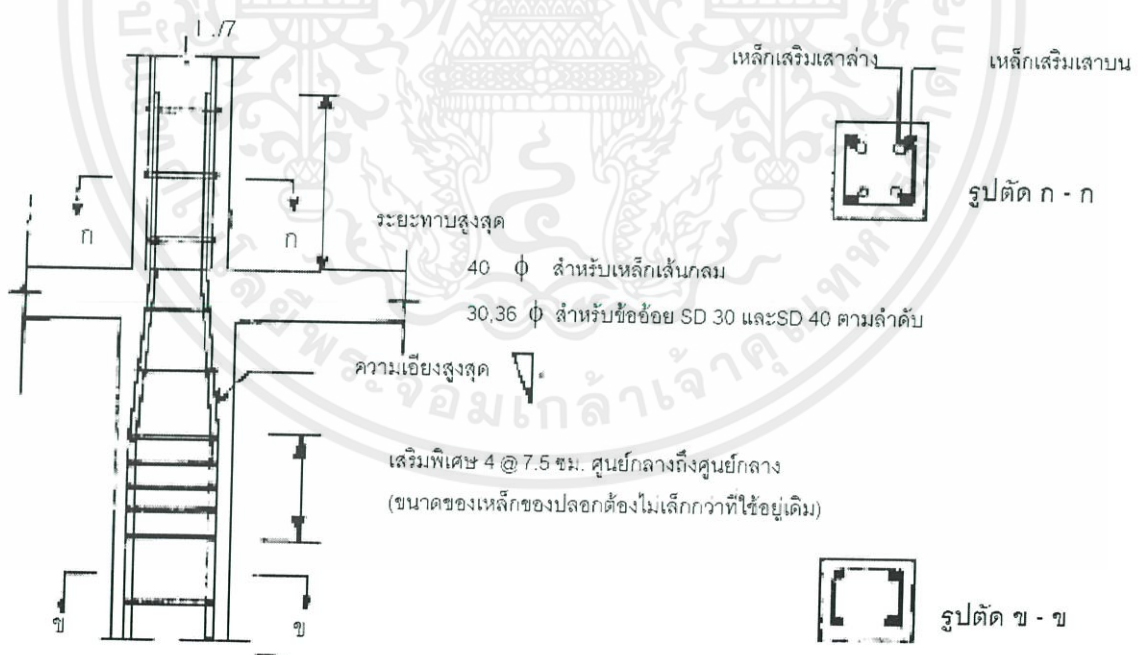 1./7
เหล็กเสริมเสาล่าง เหล็กเสริมเสาบน
รูปตัด ก - ก
ก ก
ระยะทาบสูงสุด
40 ϕ สำหรับเหล็กเส้นกลม
30,36 ϕ สำหรับข้ออ้อย SD 30 และSD 40 ตามลำดับ
ความเอียงสูงสุด
เสริมพิเศษ 4 @ 7.5 ซม. ศูนย์กลางถึงศูนย์กลาง
(ขนาดของเหล็กของปลอกต้องไม่เล็กกว่าที่ใช้อยู่เดิม)
ข ข
รูปตัด ข - ข